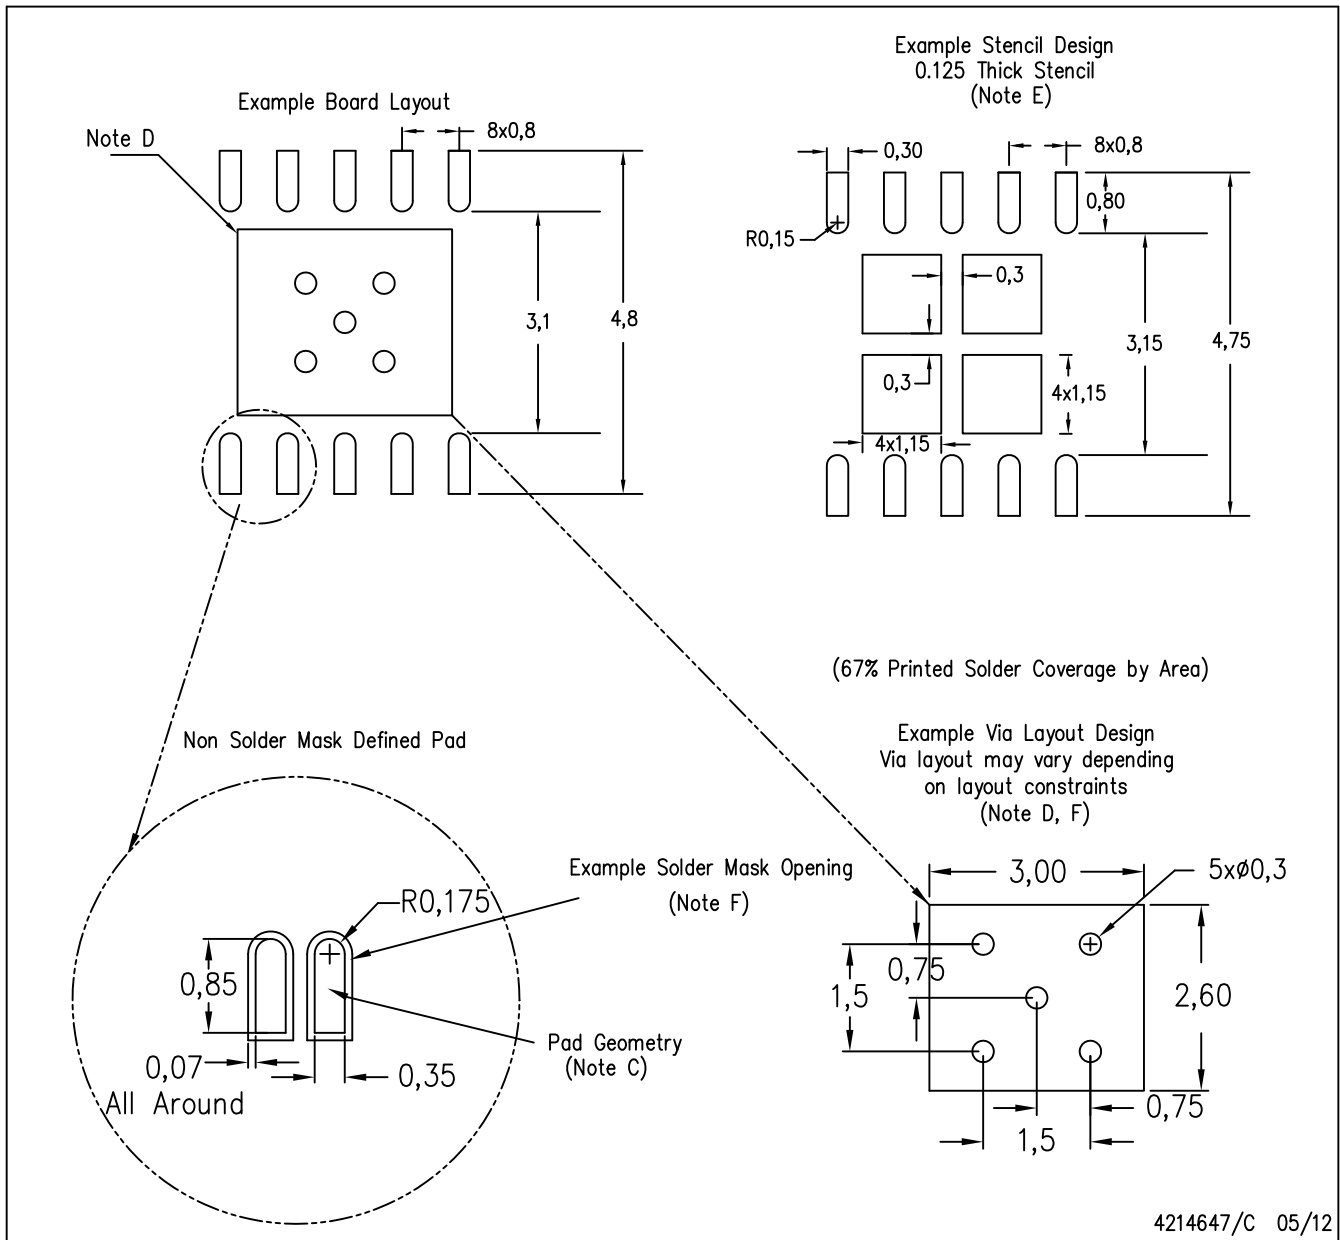 Example Stencil Design
0.125 Thick Stencil
(Note E)
Example Board Layout
Note D
8x0,8
3,1
4,8
0,30
8x0,8
0,80
R0,15
0,3
3,15
4,75
0,3
4x1,15
4x1,15
(67% Printed Solder Coverage by Area)
Non Solder Mask Defined Pad
Example Via Layout Design
Via layout may vary depending
on layout constraints
(Note D, F)
Example Solder Mask Opening
(Note F)
R0,175
0,85
0,07
All Around
0,35
Pad Geometry
(Note C)
3,00
5xø0,3
0,75
1,5
2,60
0,75
1,5
4214647/C 05/12